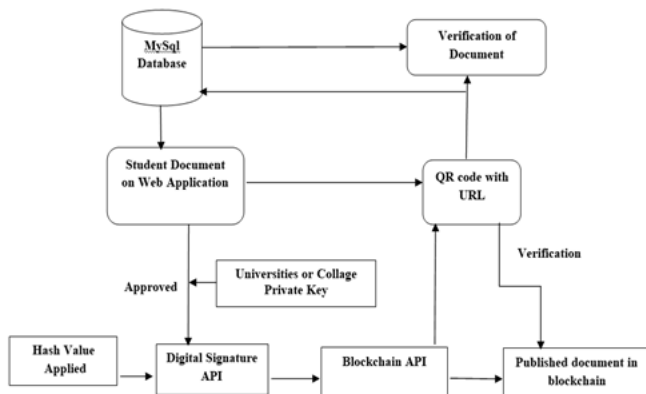 MySql
Database
Verification of
Document
Student Document
on Web Application
QR code with
URL
Verification
Approved
Universities or Collage
Private Key
Hash Value
Applied
Digital Signature
API
Blockchain API
Published document in
blockchain